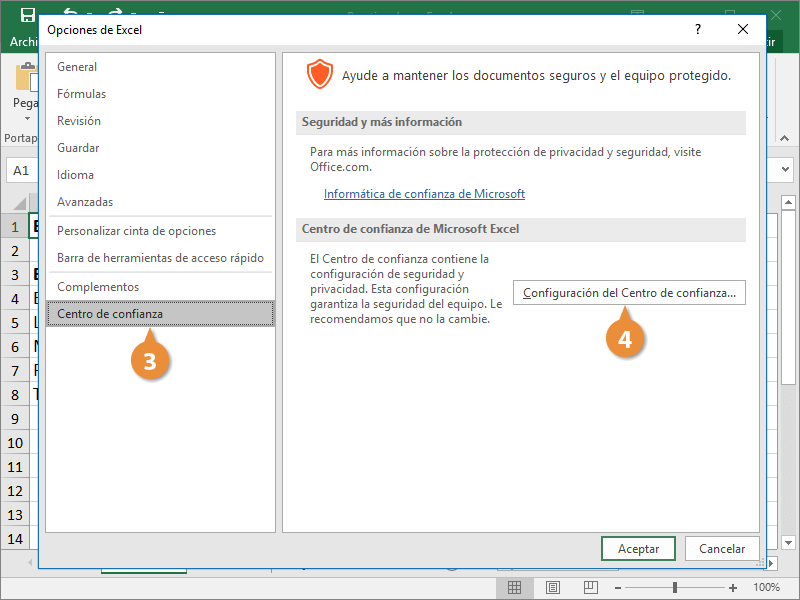 Opciones de Excel
?
Archi
ir
Pega
Portap
A1
General
Fórmulas
Revisión
Guardar
Idioma
Avanzadas
Personalizar cinta de opciones
Barra de herramientas de acceso rápido
Complementos
Centro de confianza
3
Ayude a mantener los documentos seguros y el equipo protegido.
Seguridad y más información
Para más información sobre la protección de privacidad y seguridad, visite
Office.com.
Informática de confianza de Microsoft
Centro de confianza de Microsoft Excel
El Centro de confianza contiene la
configuración de seguridad y
privacidad. Esta configuración
garantiza la seguridad del equipo. Le
recomendamos que no la cambie.
Configuración del Centro de confianza...
4
1
2
3
4
5
6
7
8
9
10
11
12
13
14
Aceptar
Cancelar
100%